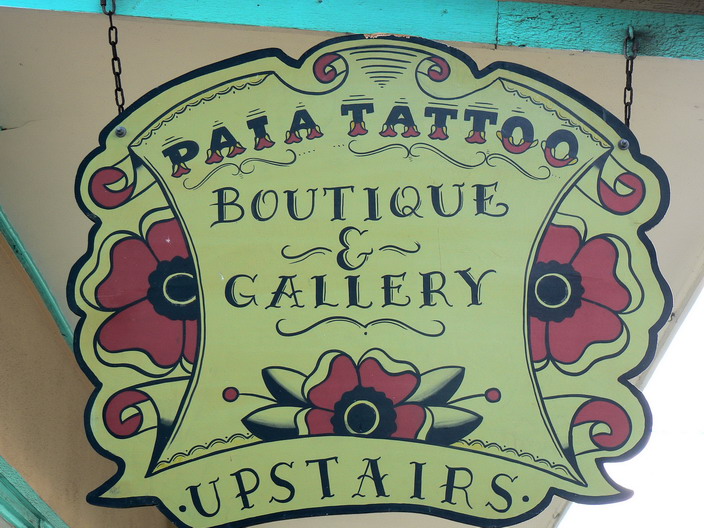 PAIA TATTOO
BOUTIQUE
&
GALLERY
·UPSTAIRS·